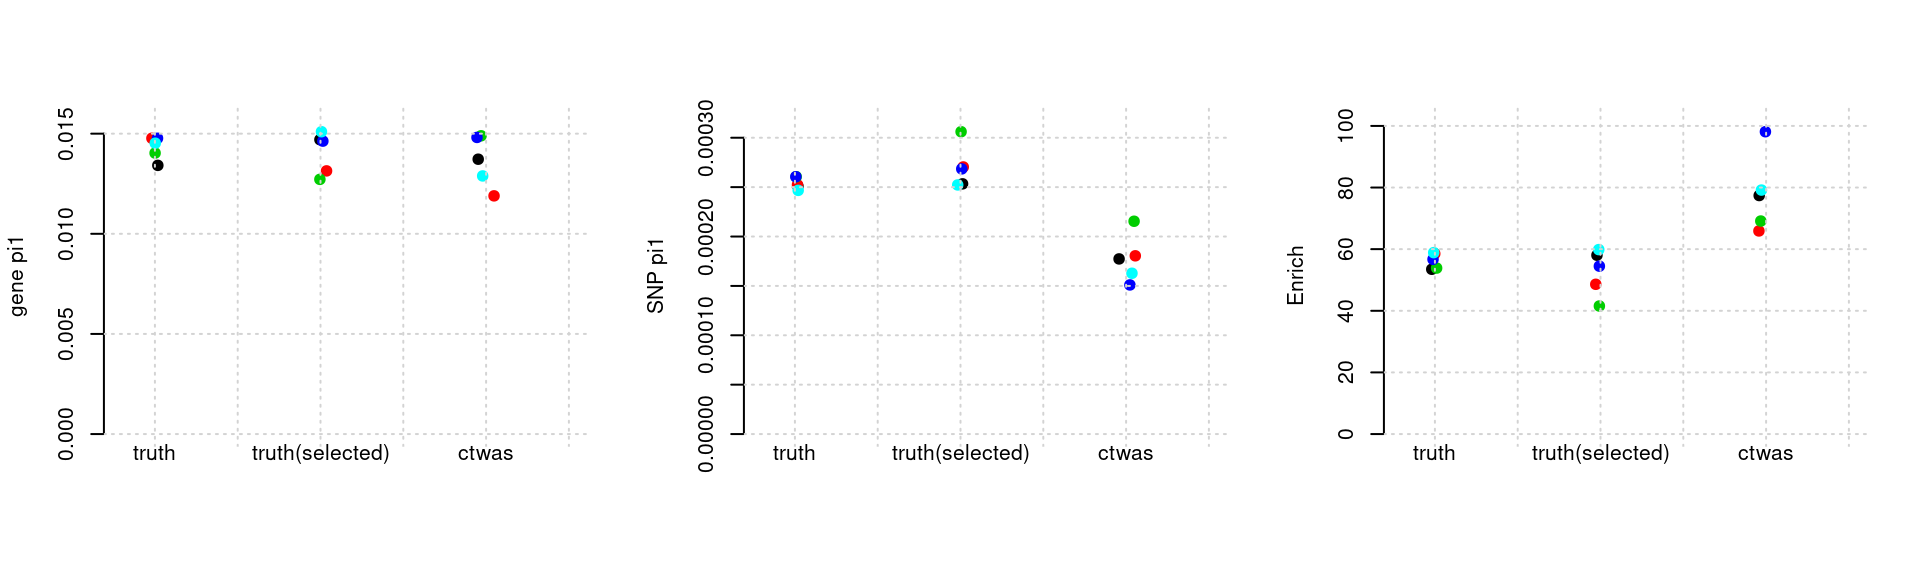 gene pi1
0.000
0.005
0.010
0.015
truth
truth(selected)
ctwas
SNP pi1
0.00000
0.00010
0.00020
0.00030
truth
truth(selected)
ctwas
Enrich
0
20
40
60
80
100
truth
truth(selected)
ctwas